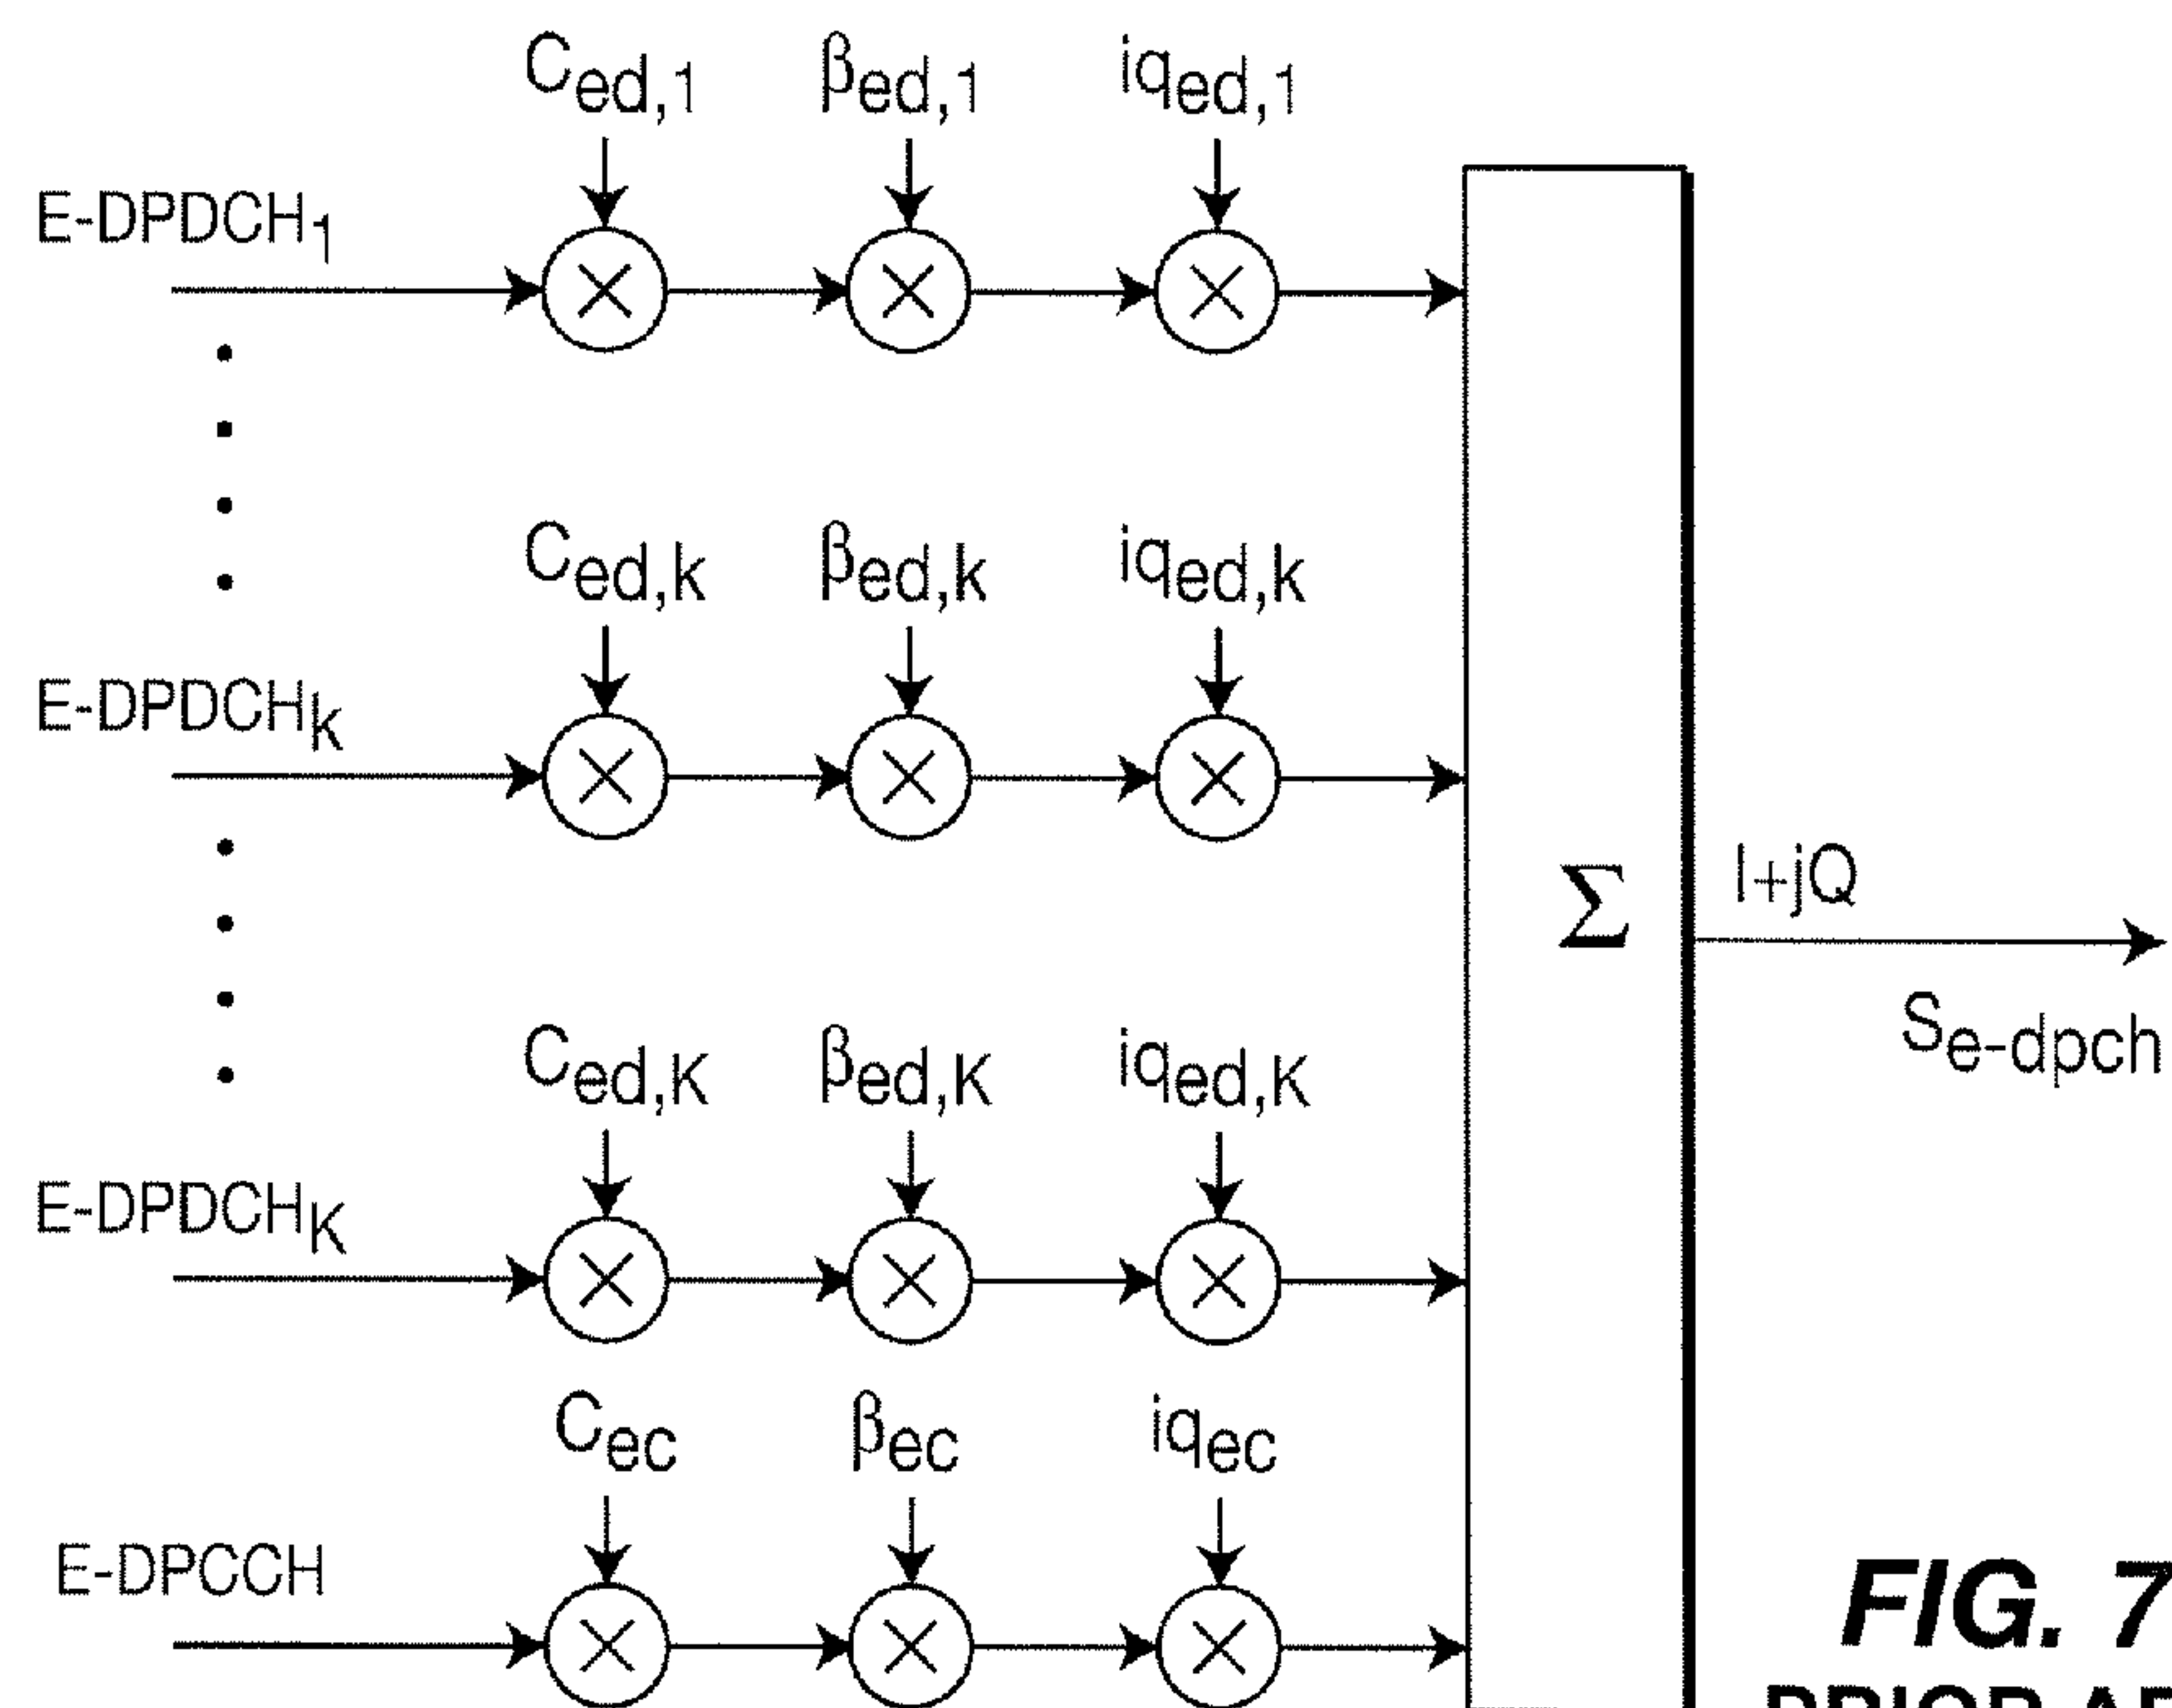 C_ed,1 β_ed,1 iq_ed,1
E-DPDCH_1
C_ed,k β_ed,k iq_ed,k
E-DPDCH_k
Σ
I+jQ
S_e-dpch
C_ed,K β_ed,K iq_ed,K
E-DPDCH_K
C_ec β_ec iq_ec
E-DPCCH
FIG. 7